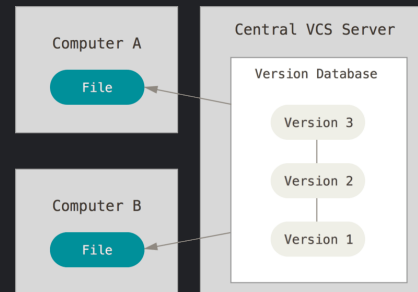 Computer A
File
Computer B
File
Central VCS Server
Version Database
Version 3
Version 2
Version 1